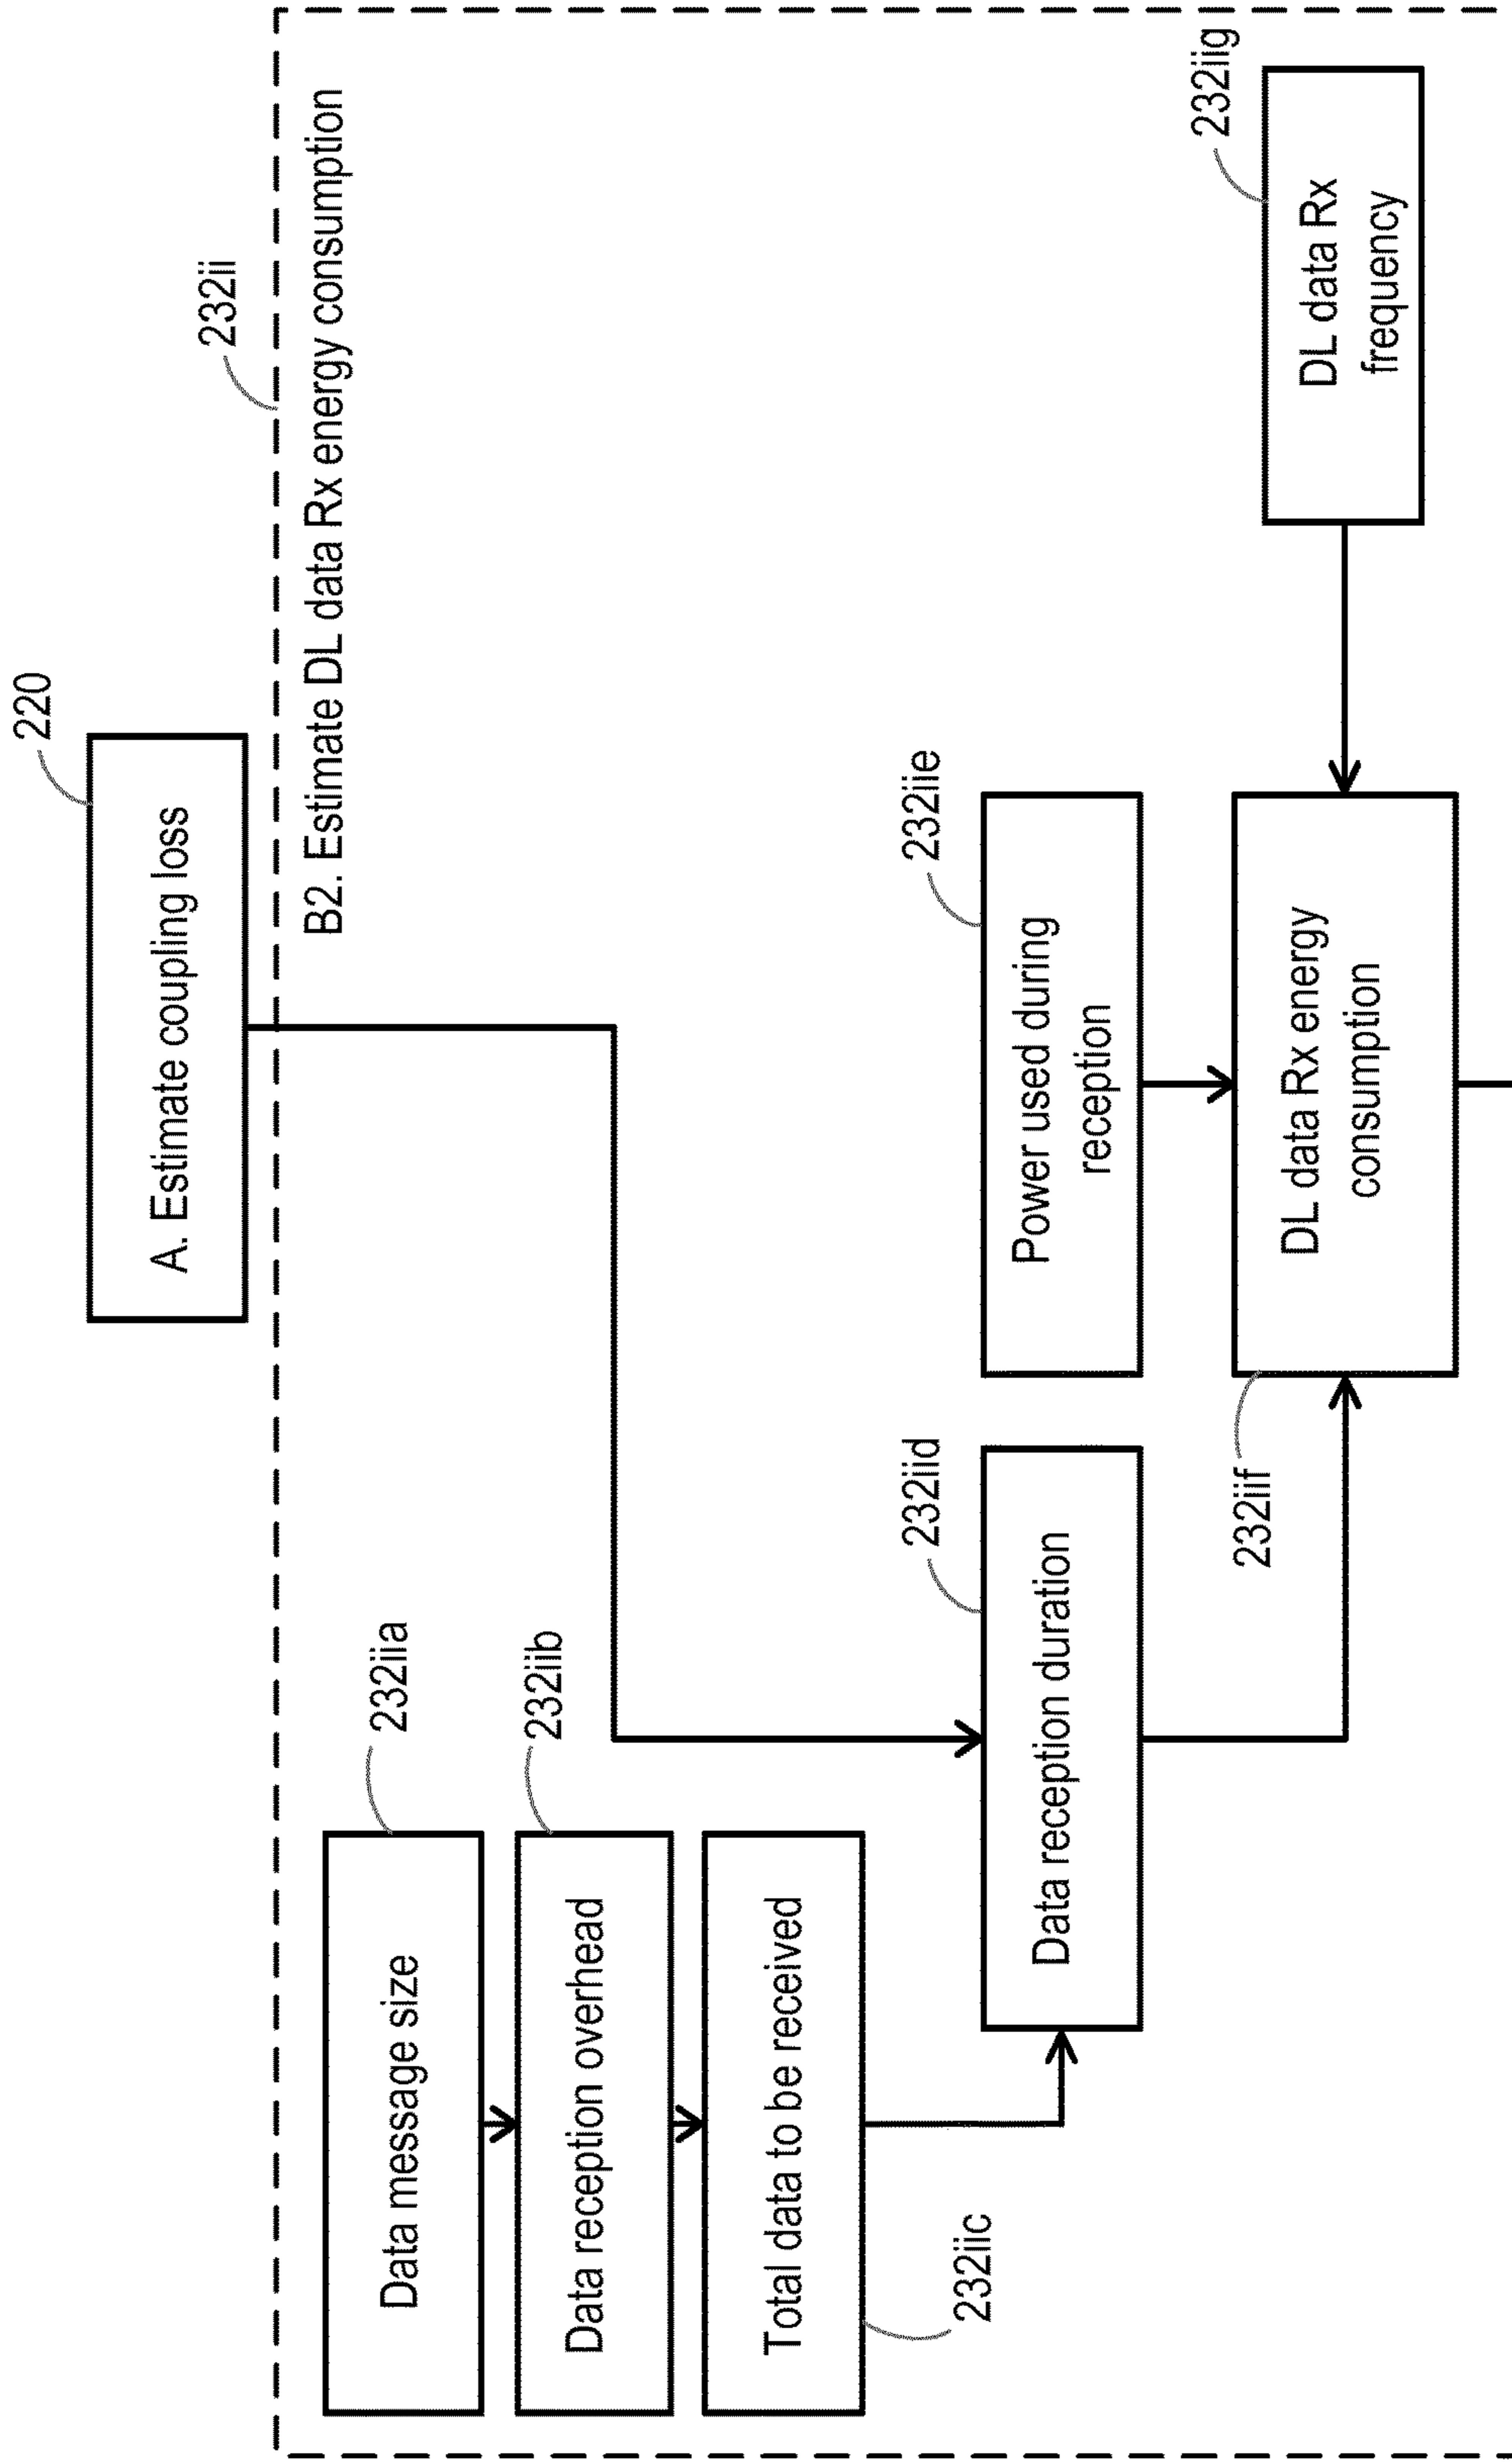 220
A. Estimate coupling loss
232ii
B2. Estimate DL data Rx energy consumption
232iia
Data message size
232iib
Data reception overhead
Total data to be received
232iic
232iid
Data reception duration
232iie
Power used during
reception
232iif
DL data Rx energy
consumption
232iig
DL data Rx
frequency